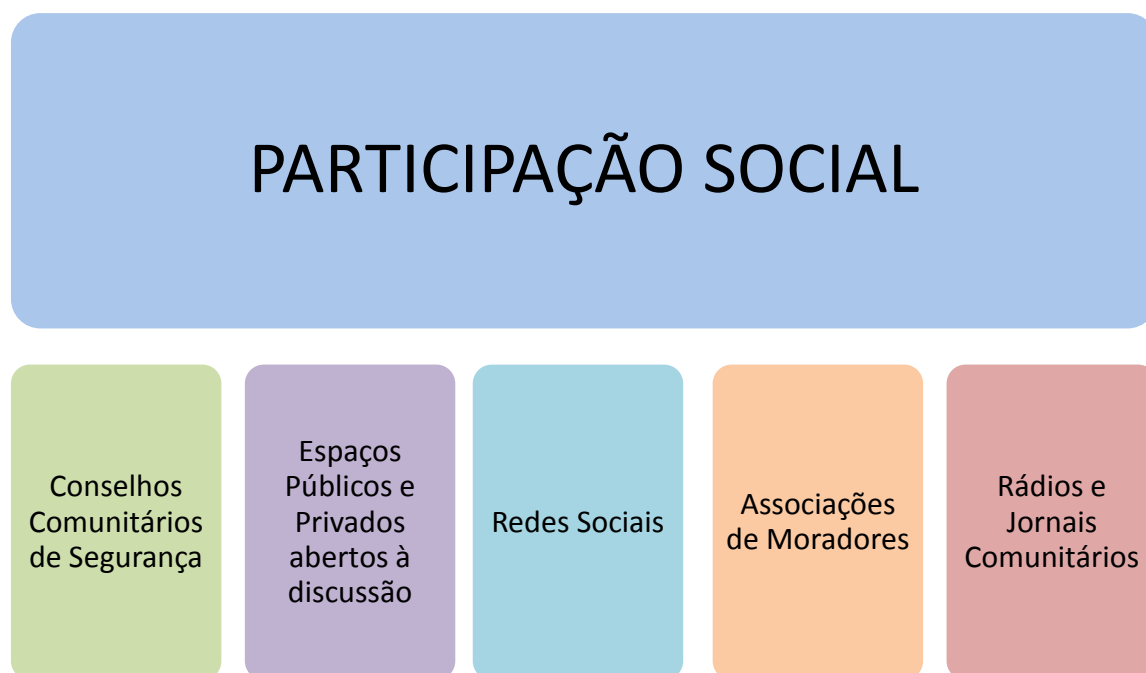 PARTICIPAÇÃO SOCIAL
Conselhos
Comunitários
de Segurança
Espaços
Públicos e
Privados
abertos à
discussão
Redes Sociais
Associações
de Moradores
Rádios e
Jornais
Comunitários